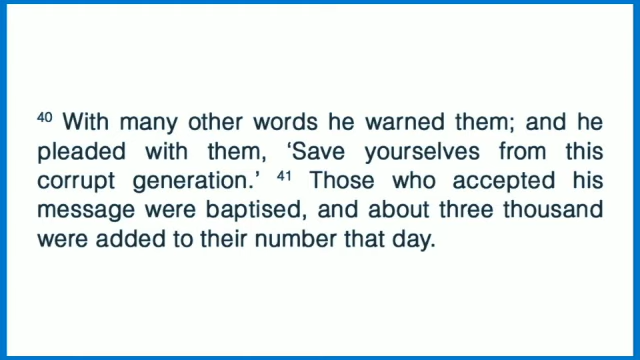 40 With many other words he warned them; and he
pleaded with them, ‘Save yourselves from this
corrupt generation.’ 41 Those who accepted his
message were baptised, and about three thousand
were added to their number that day.